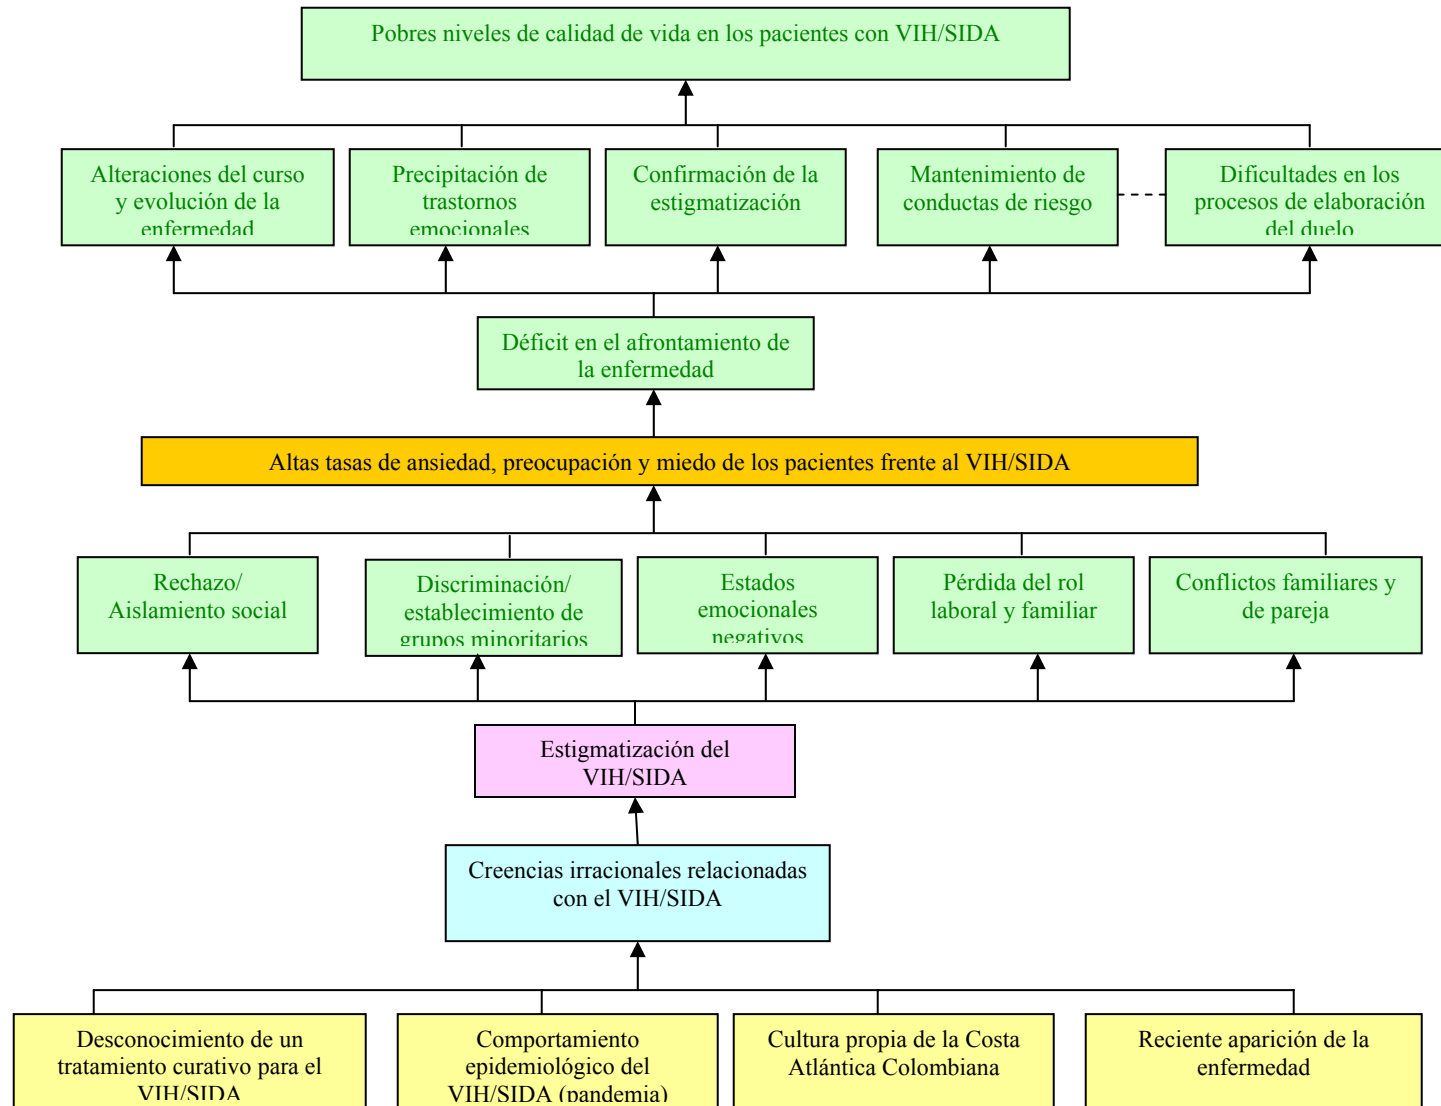 Pobres niveles de calidad de vida en los pacientes con VIH/SIDA
Alteraciones del curso
y evolución de la
enfermedad
Precipitación de
trastornos
emocionales
Confirmación de la
estigmatización
Mantenimiento de
conductas de riesgo
Dificultades en los
procesos de elaboración
del duelo
Déficit en el afrontamiento de
la enfermedad
Altas tasas de ansiedad, preocupación y miedo de los pacientes frente al VIH/SIDA
Rechazo/
Aislamiento social
Discriminación/
establecimiento de
grupos minoritarios
Estados
emocionales
negativos
Pérdida del rol
laboral y familiar
Conflictos familiares y
de pareja
Estigmatización del
VIH/SIDA
Creencias irracionales relacionadas
con el VIH/SIDA
Desconocimiento de un
tratamiento curativo para el
VIH/SIDA
Comportamiento
epidemiológico del
VIH/SIDA (pandemia)
Cultura propia de la Costa
Atlántica Colombiana
Reciente aparición de la
enfermedad